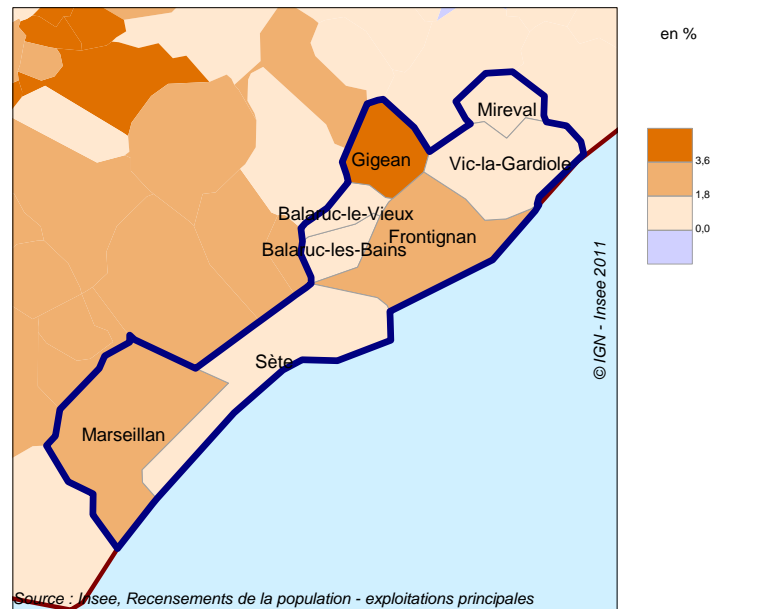 en %
3,6
1,8
0,0
Mireval
Gigean
Vic-la-Gardiole
Balaruc-le-Vieux
Frontignan
Balaruc-les-Bains
Sète
Marseillan
© IGN - Insee 2011
Source : Insee, Recensements de la population - exploitations principales